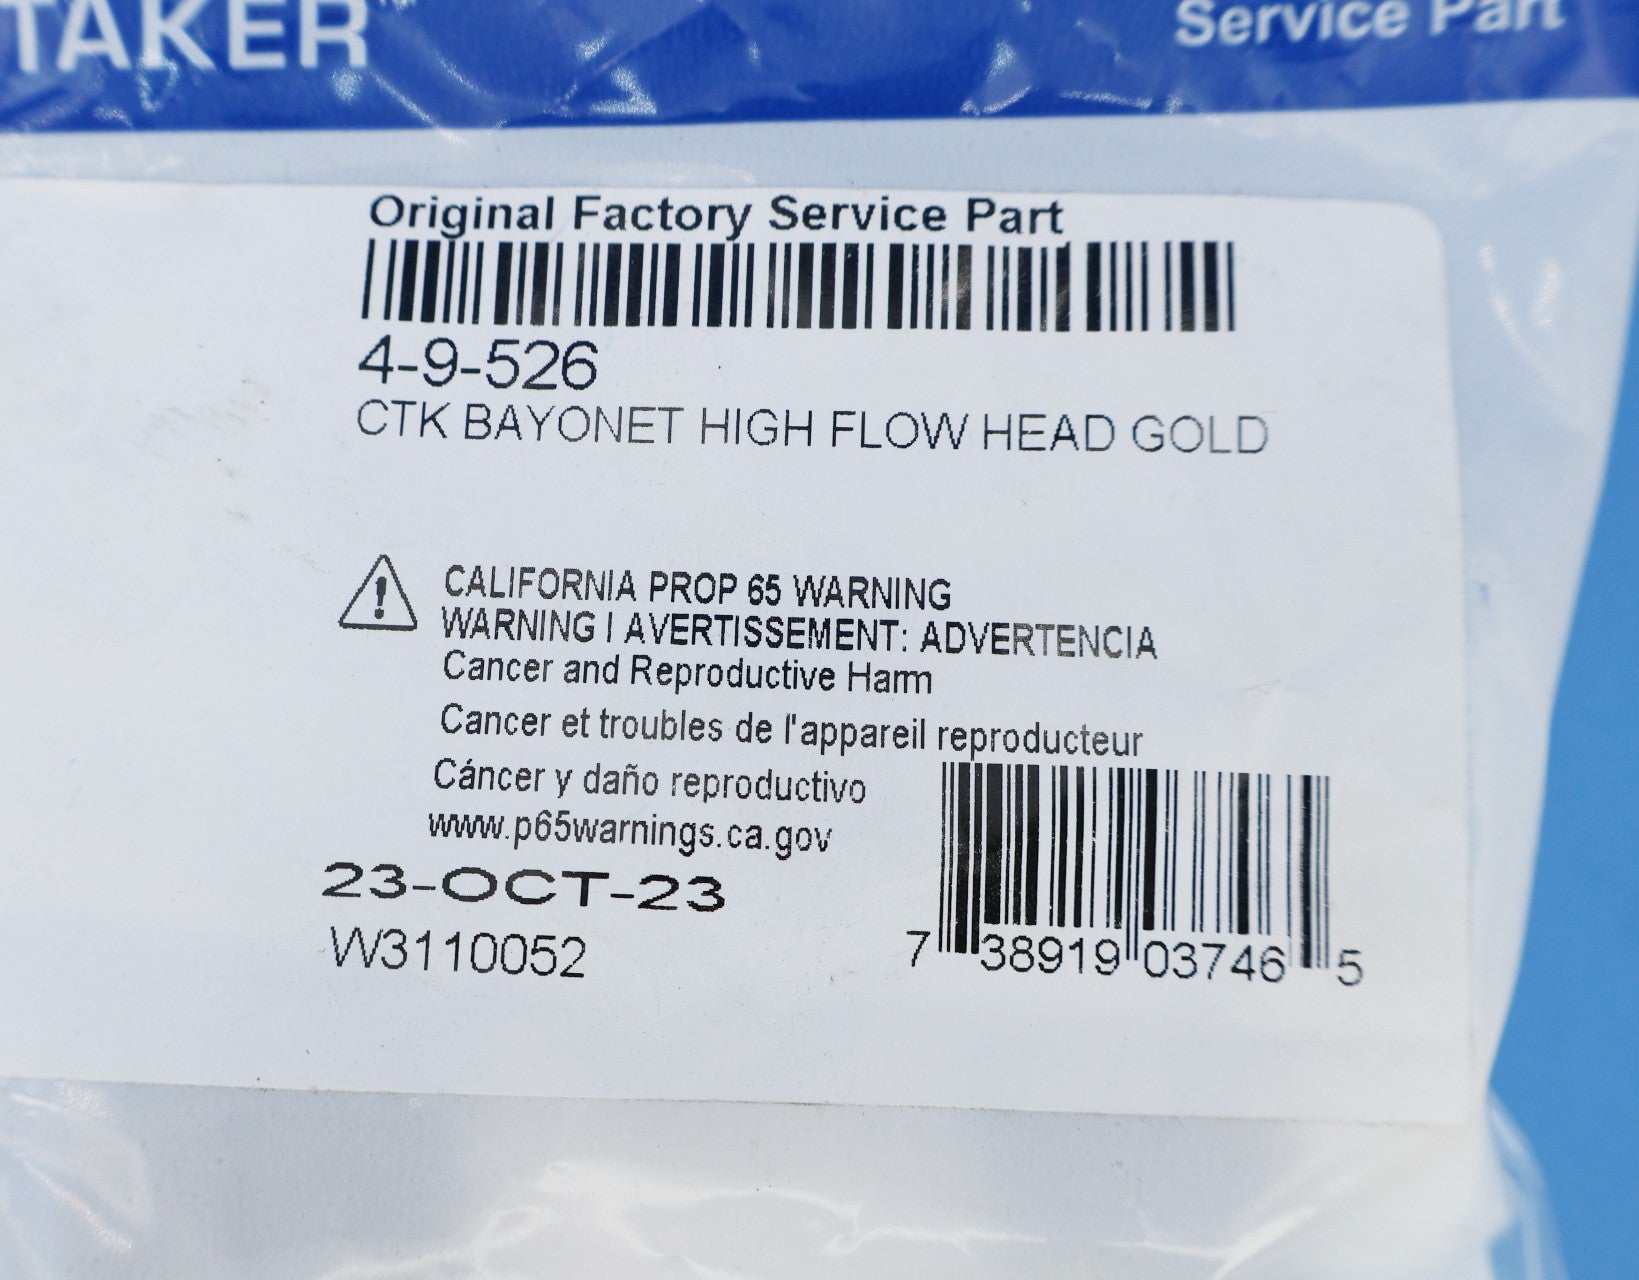 TAKER™
Service Part
Original Factory Service Part
4-9-526
CTK BAYONET HIGH FLOW HEAD GOLD
CALIFORNIA PROP 65 WARNING
WARNING I AVERTISSEMENT: ADVERTENCIA
Cancer and Reproductive Harm
Cancer et troubles de l'appareil reproducteur
Cáncer y daño reproductivo
www.p65warnings.ca.gov
23-OCT-23
W3110052
7 38919 03746 5